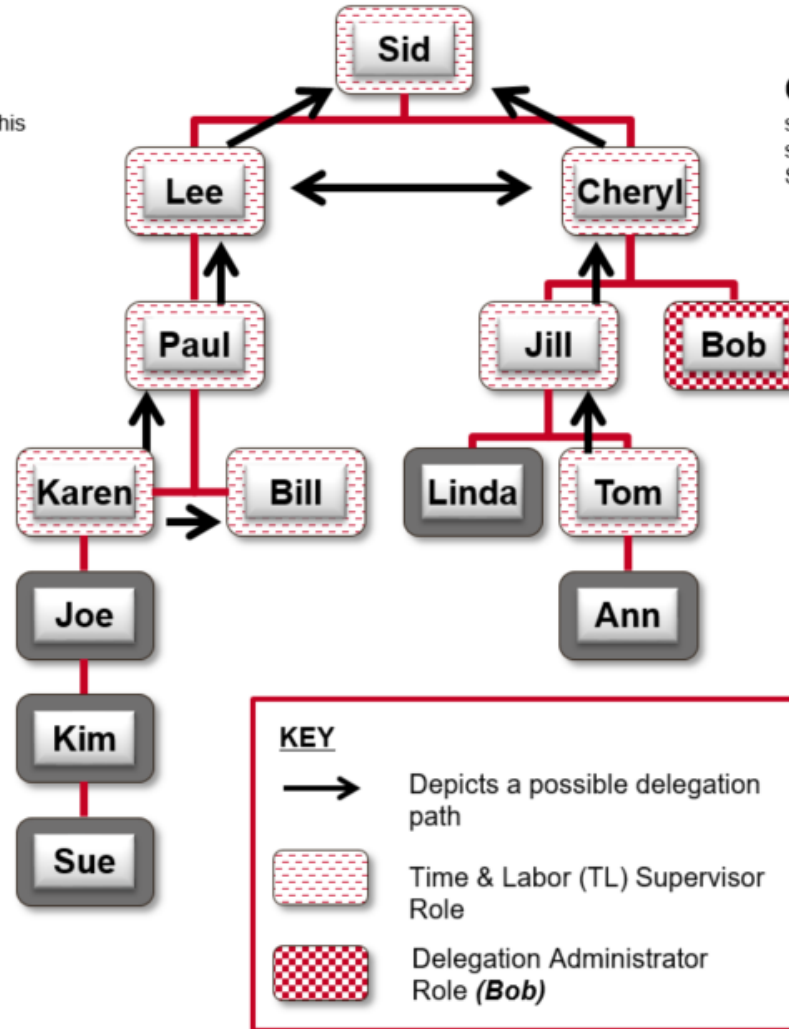 Sid
his
Lee
Cheryl
Paul
Jill
Bob
Karen
Bill
Linda
Tom
Joe
Ann
Kim
Sue
KEY
Depicts a possible delegation
path
Time & Labor (TL) Supervisor
Role
Delegation Administrator
Role (Bob)